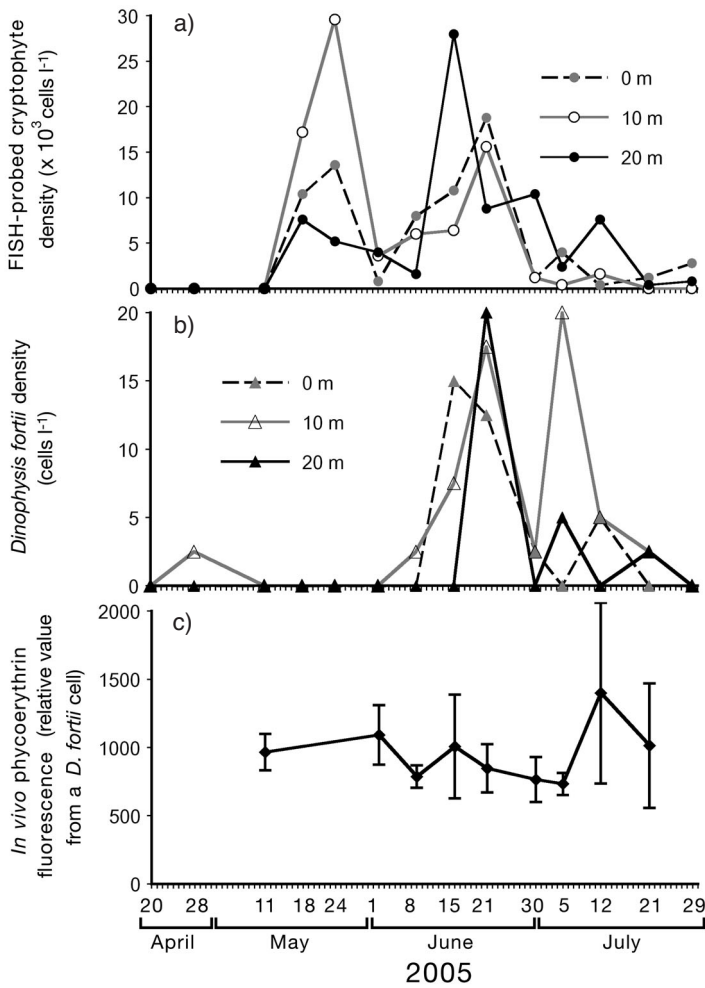 a)
FISH-probed cryptophyte
density (x 10³ cells l⁻¹)
30
25
20
15
10
5
0
0 m
10 m
20 m
b)
Dinophysis fortii density
(cells l⁻¹)
20
15
10
5
0
0 m
10 m
20 m
c)
In vivo phycoerythrin
fluorescence (relative value
from a D. fortii cell)
2000
1500
1000
500
0
20 28 11 18 24 1 8 15 21 30 5 12 21 29
April May June July
2005